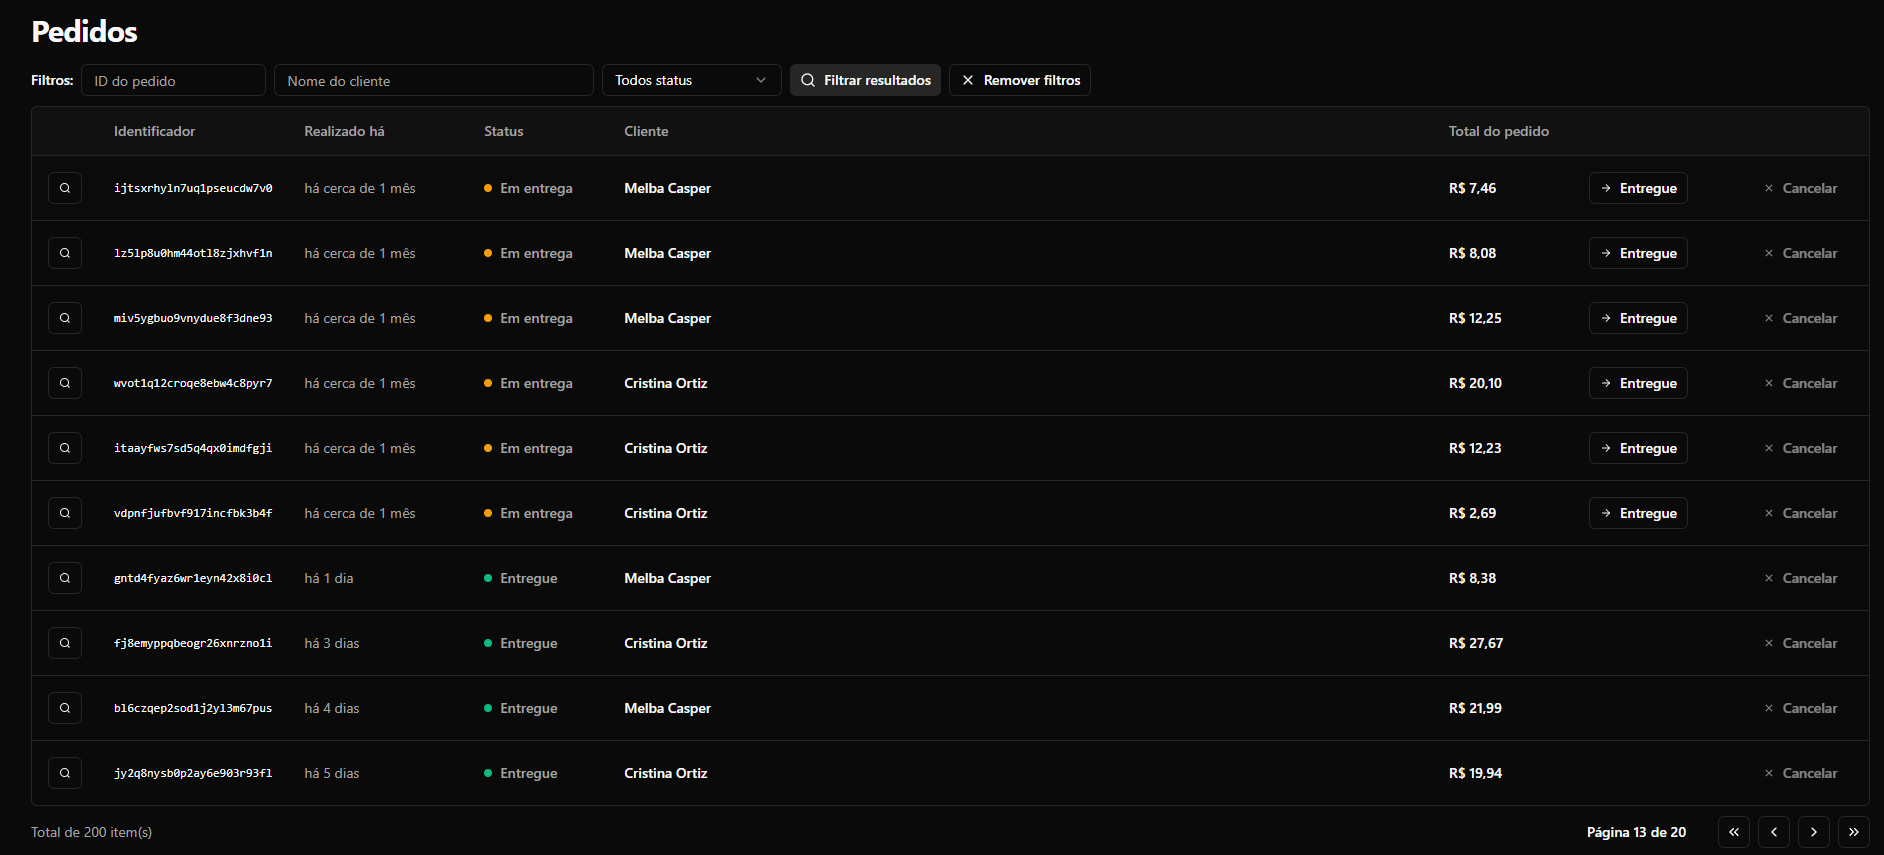 Pedidos
Filtros: ID do pedido Nome do cliente Todos status Filtrar resultados Remover filtros
Identificador Realizado há Status Cliente Total do pedido
ijtsxrhyln7uq1pseucdw7v0 há cerca de 1 mês Em entrega Melba Casper R$ 7,46 Entregue Cancelar
lz5lp8u0hm44otl8zjxhvf1n há cerca de 1 mês Em entrega Melba Casper R$ 8,08 Entregue Cancelar
miv5ygbuo9vnydue8f3dne93 há cerca de 1 mês Em entrega Melba Casper R$ 12,25 Entregue Cancelar
wvot1q12croqe8ebw4c8pyr7 há cerca de 1 mês Em entrega Cristina Ortiz R$ 20,10 Entregue Cancelar
itaayfws7sd5q4qx0imdfgji há cerca de 1 mês Em entrega Cristina Ortiz R$ 12,23 Entregue Cancelar
vdpnfjufbvf917incfbk3b4f há cerca de 1 mês Em entrega Cristina Ortiz R$ 2,69 Entregue Cancelar
gntd4fyaz6wr1eyn42x8i0cl há 1 dia Entregue Melba Casper R$ 8,38 Cancelar
fj8emyppqbeogr26xnrzno1i há 3 dias Entregue Cristina Ortiz R$ 27,67 Cancelar
bl6czqep2sod1j2yl3m67pus há 4 dias Entregue Melba Casper R$ 21,99 Cancelar
jy2q8nysb0p2ay6e903r93fl há 5 dias Entregue Cristina Ortiz R$ 19,94 Cancelar
Total de 200 item(s) Página 13 de 20